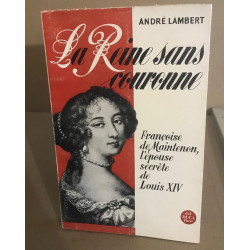 ANDRÉ LAMBERT
La Reine sans
couronne
Françoise
de Maintenon,
l'épouse
secrète
de
Louis XIV